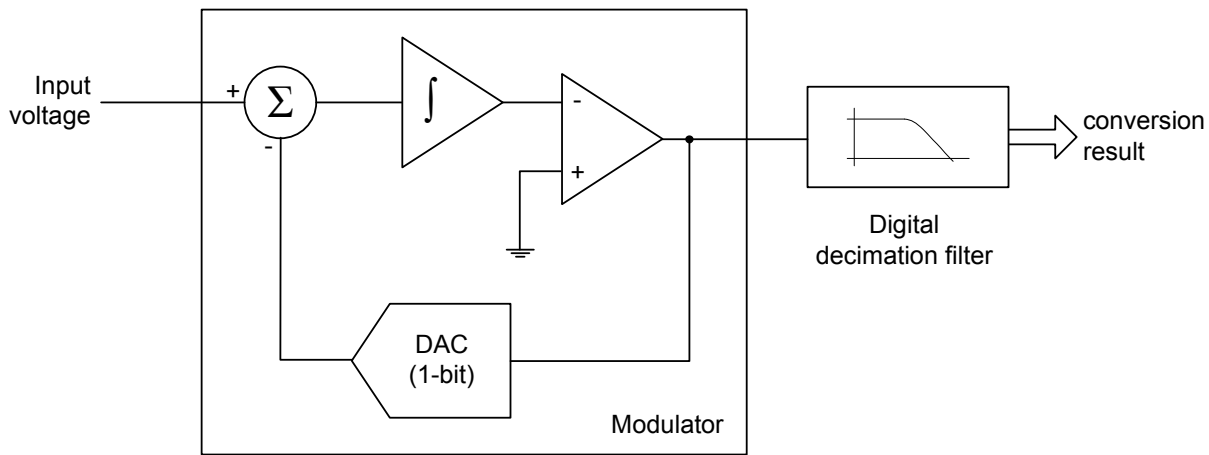 Input
voltage
+
Σ
-
∫
-
+
DAC
(1-bit)
Modulator
Digital
decimation filter
conversion
result